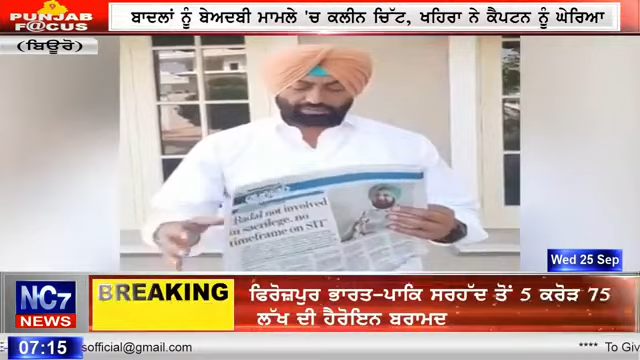 PUNJAB
F@CUS
(ਬਿਊਰੋ)
ਬਾਦਲਾਂ ਨੂੰ ਬੇਅਦਬੀ ਮਾਮਲੇ 'ਚ ਕਲੀਨ ਚਿੱਟ, ਖਹਿਰਾ ਨੇ ਕੈਪਟਨ ਨੂੰ ਘੇਰਿਆ
'Badal not involved
in sacrilege, no
timeframe on SIT'
Wed 25 Sep
NC7
NEWS
BREAKING
ਫਿਰੋਜ਼ਪੁਰ ਭਾਰਤ-ਪਾਕਿ ਸਰਹੱਦ ਤੋਂ 5 ਕਰੋੜ 75
ਲੱਖ ਦੀ ਹੈਰੋਇਨ ਬਰਾਮਦ
07:15
sofficial@gmail.com
**** To Giv